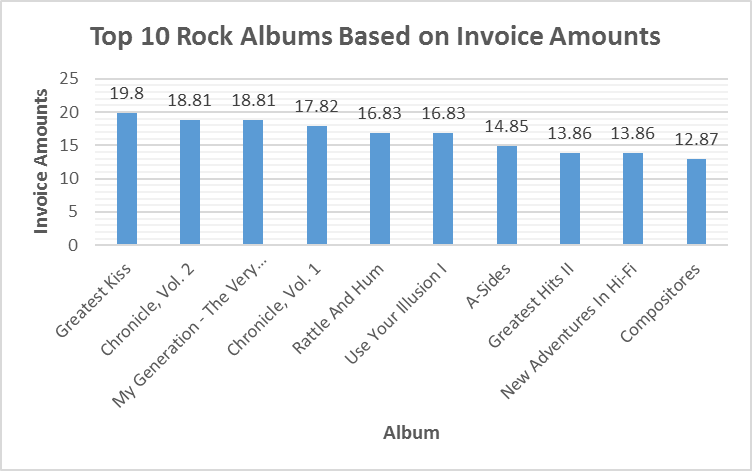 Top 10 Rock Albums Based on Invoice Amounts
Invoice Amounts
25
20
15
10
5
0
19.8
18.81
18.81
17.82
16.83
16.83
14.85
13.86
13.86
12.87
Greatest Kiss
Chronicle, Vol. 2
My Generation - The Very...
Chronicle, Vol. 1
Rattle And Hum
Use Your Illusion I
A-Sides
Greatest Hits II
New Adventures In Hi-Fi
Compositores
Album